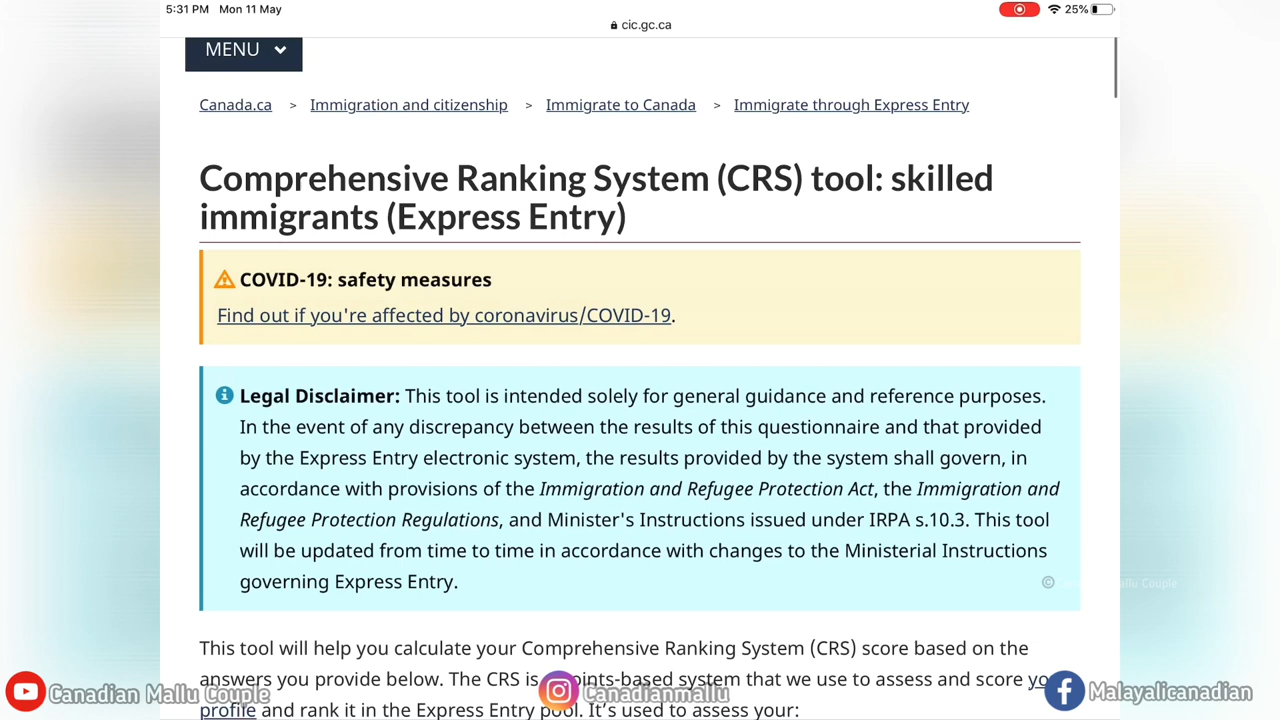 5:31 PM Mon 11 May
25%
cic.gc.ca
MENU
Canada.ca > Immigration and citizenship > Immigrate to Canada > Immigrate through Express Entry
Comprehensive Ranking System (CRS) tool: skilled
immigrants (Express Entry)
COVID-19: safety measures
Find out if you're affected by coronavirus/COVID-19.
Legal Disclaimer: This tool is intended solely for general guidance and reference purposes.
In the event of any discrepancy between the results of this questionnaire and that provided
by the Express Entry electronic system, the results provided by the system shall govern, in
accordance with provisions of the Immigration and Refugee Protection Act, the Immigration and
Refugee Protection Regulations, and Minister's Instructions issued under IRPA s.10.3. This tool
will be updated from time to time in accordance with changes to the Ministerial Instructions
governing Express Entry.
© Mallu Couple
This tool will help you calculate your Comprehensive Ranking System (CRS) score based on the
answers you provide below. The CRS is points-based system that we use to assess and score
profile and rank it in the Express Entry pool. It's used to assess your:
Canadian Mallu Couple
Canadianmallu
Malayalicanadian